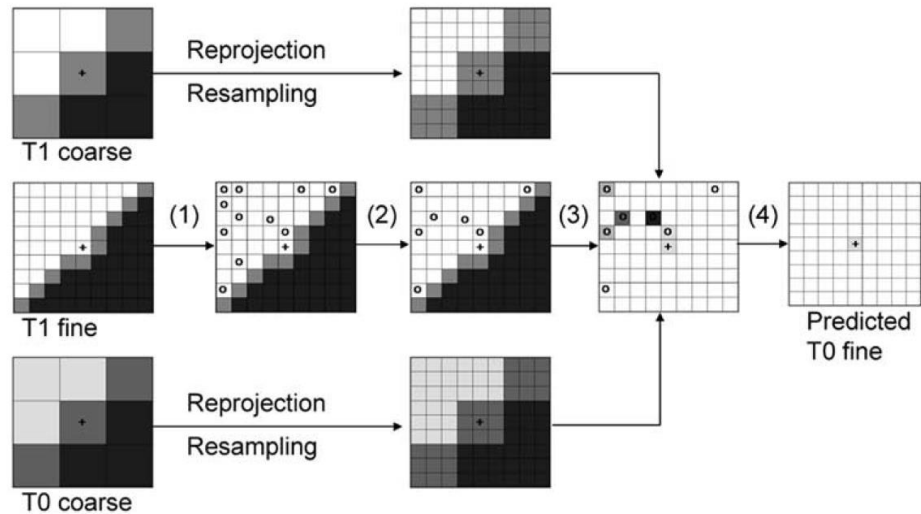 Reprojection
Resampling
T1 coarse
(1)
(2)
(3)
(4)
T1 fine
Predicted
T0 fine
Reprojection
Resampling
T0 coarse